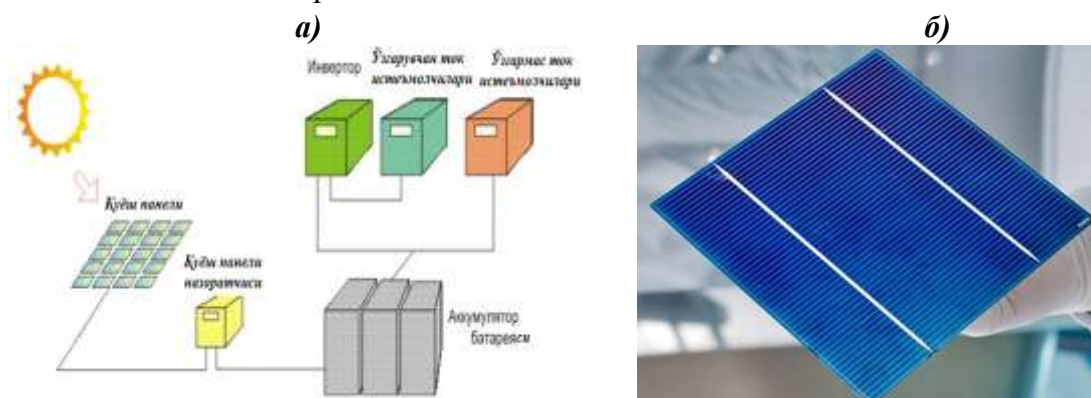 а)
б)
Инвертор
Ўзгарувчан ток
истеъмолчилари
Ўзгармас ток
истеъмолчилари
Қуёш панели
Қуёш панели
назоратчиси
Аккумулятор
батареяси